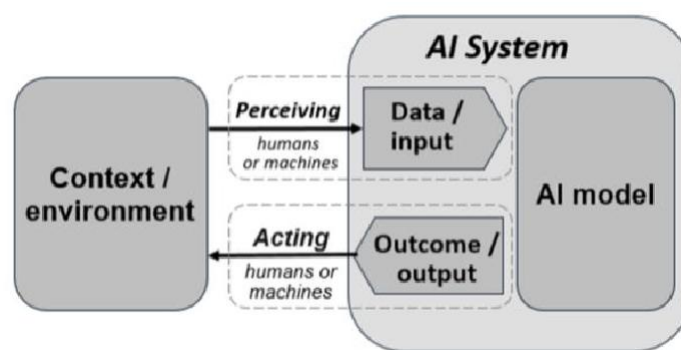 AI System
Context /
environment
Perceiving
humans
or machines
Data /
input
AI model
Acting
humans or
machines
Outcome /
output